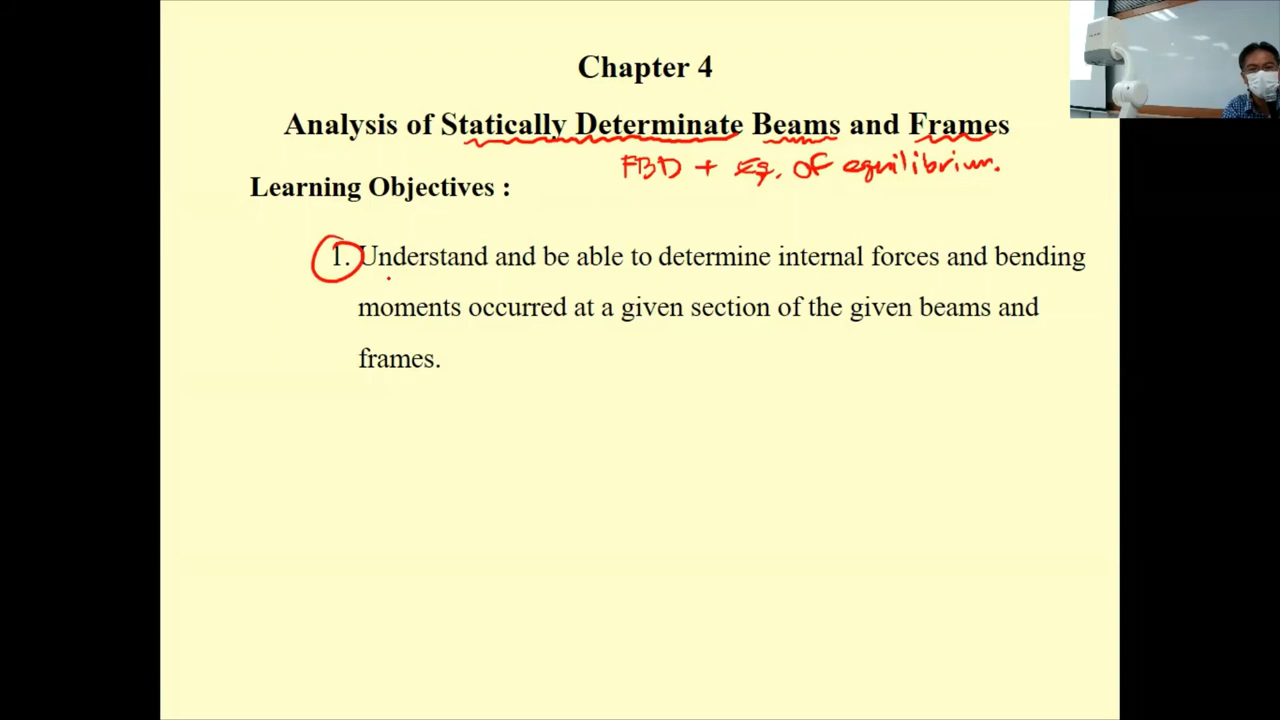 Chapter 4
Analysis of Statically Determinate Beams and Frames
FBD + Eq. of equilibrium.
Learning Objectives :
1. Understand and be able to determine internal forces and bending
moments occurred at a given section of the given beams and
frames.